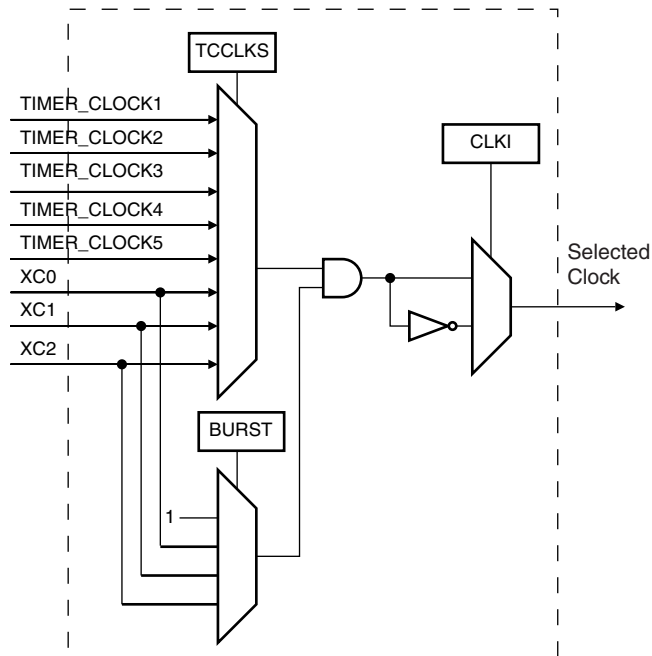 TCCLKS
TIMER_CLOCK1
TIMER_CLOCK2
TIMER_CLOCK3
TIMER_CLOCK4
TIMER_CLOCK5
XC0
XC1
XC2
CLKI
Selected
Clock
BURST
1